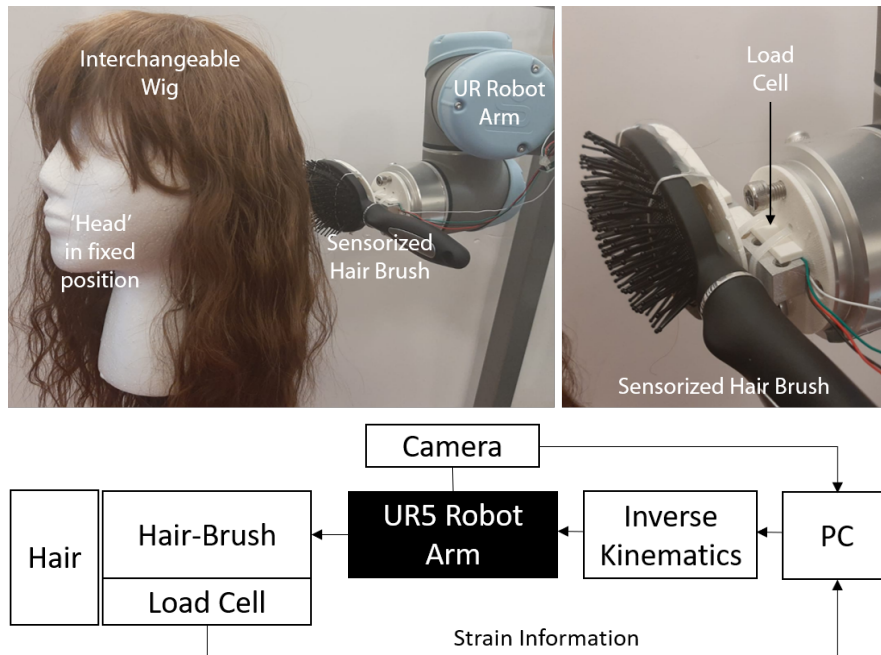 Interchangeable
Wig
UR Robot
Arm
'Head'
in fixed
position
Sensorized
Hair Brush
Load
Cell
Sensorized Hair Brush
Camera
Hair
Hair-Brush
Load Cell
UR5 Robot
Arm
Inverse
Kinematics
PC
Strain Information